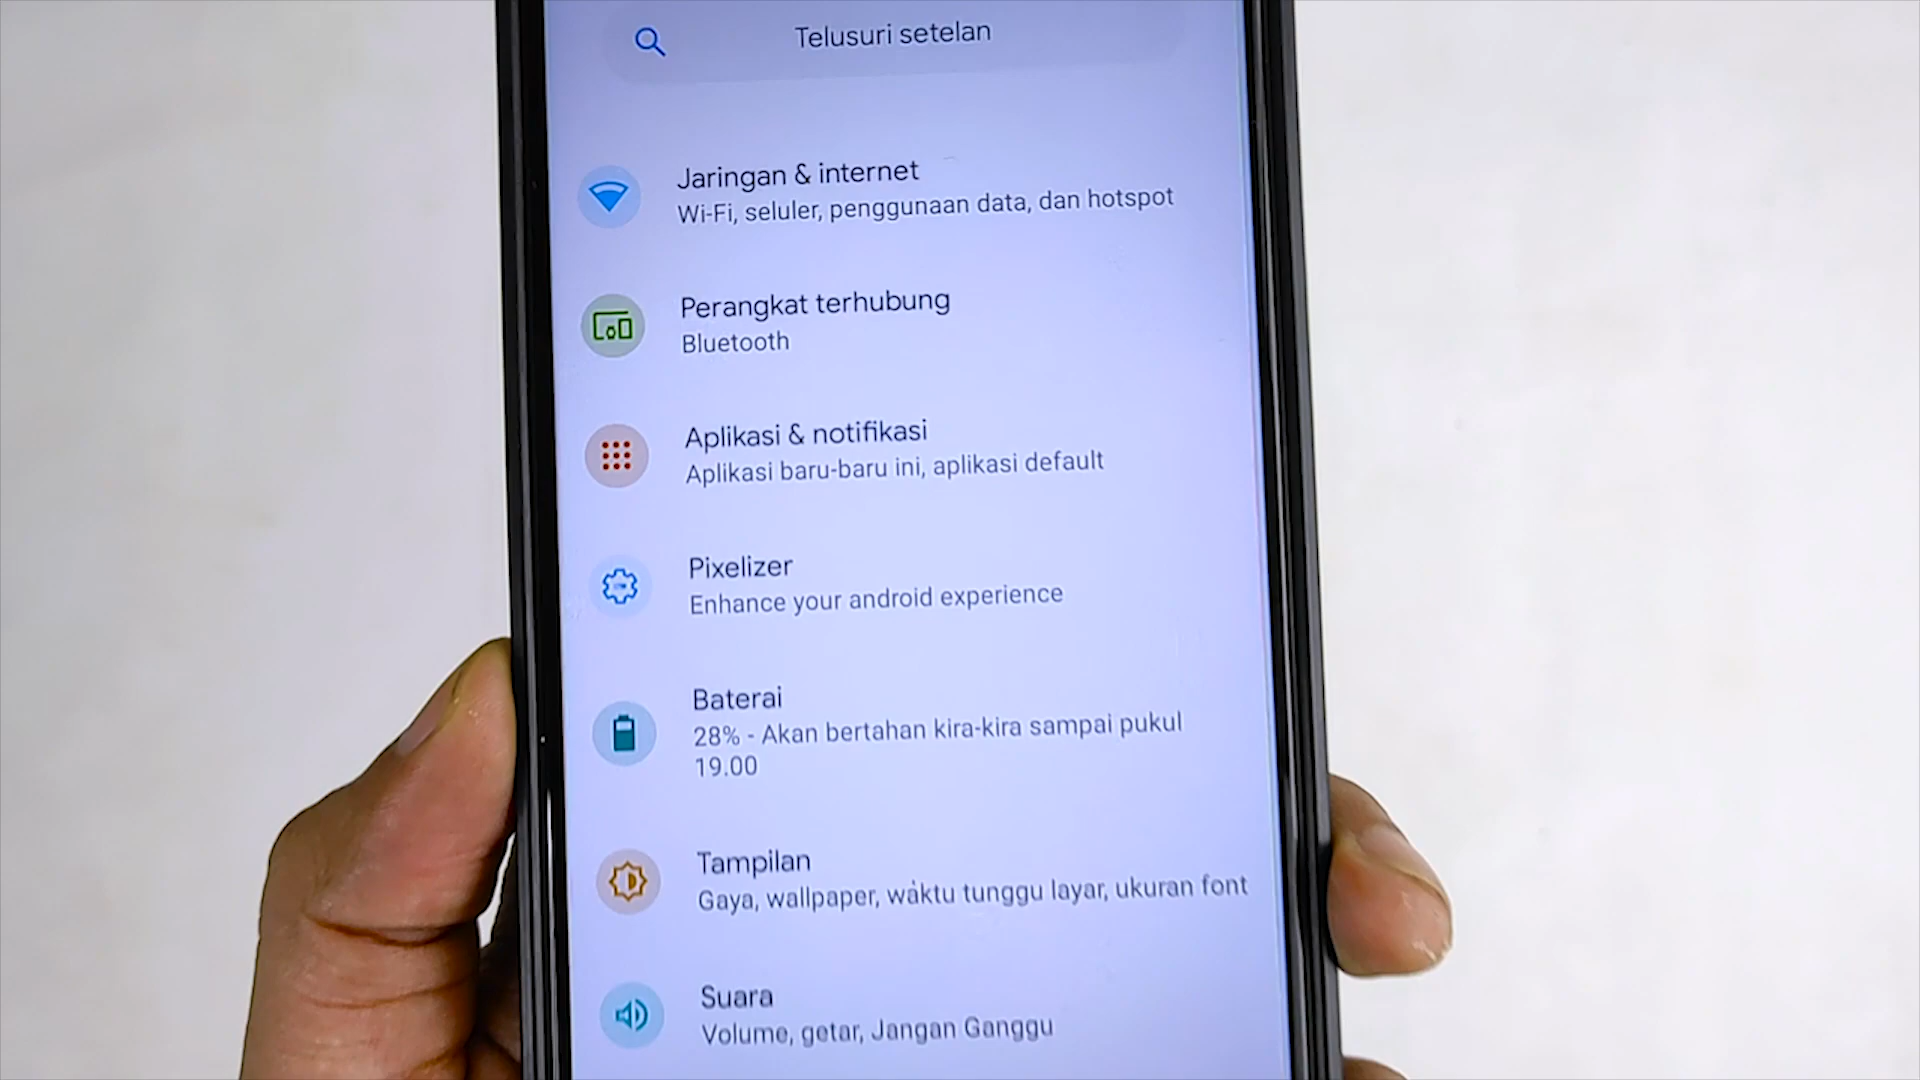 Telusuri setelan
Jaringan & internet
Wi-Fi, seluler, penggunaan data, dan hotspot
Perangkat terhubung
Bluetooth
Aplikasi & notifikasi
Aplikasi baru-baru ini, aplikasi default
Pixelizer
Enhance your android experience
Baterai
28% - Akan bertahan kira-kira sampai pukul
19.00
Tampilan
Gaya, wallpaper, waktu tunggu layar, ukuran font
Suara
Volume, getar, Jangan Ganggu